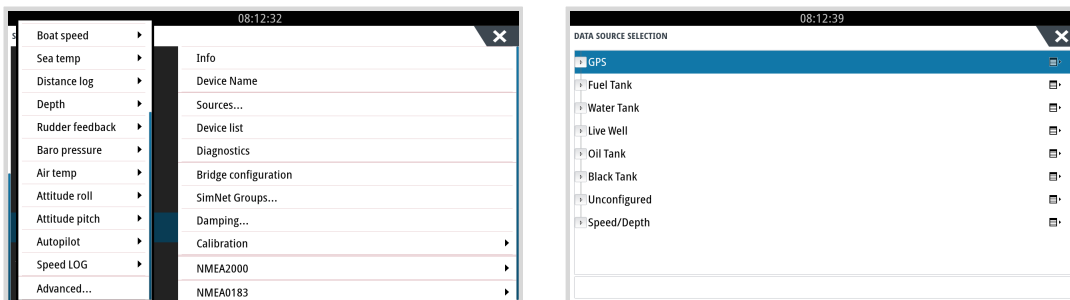 08:12:32
Boat speed
Sea temp
Distance log
Depth
Rudder feedback
Baro pressure
Air temp
Attitude roll
Attitude pitch
Autopilot
Speed LOG
Advanced...
Info
Device Name
Sources...
Device list
Diagnostics
Bridge configuration
SimNet Groups...
Damping...
Calibration
NMEA2000
NMEA0183
08:12:39
DATA SOURCE SELECTION
GPS
Fuel Tank
Water Tank
Live Well
Oil Tank
Black Tank
Unconfigured
Speed/Depth